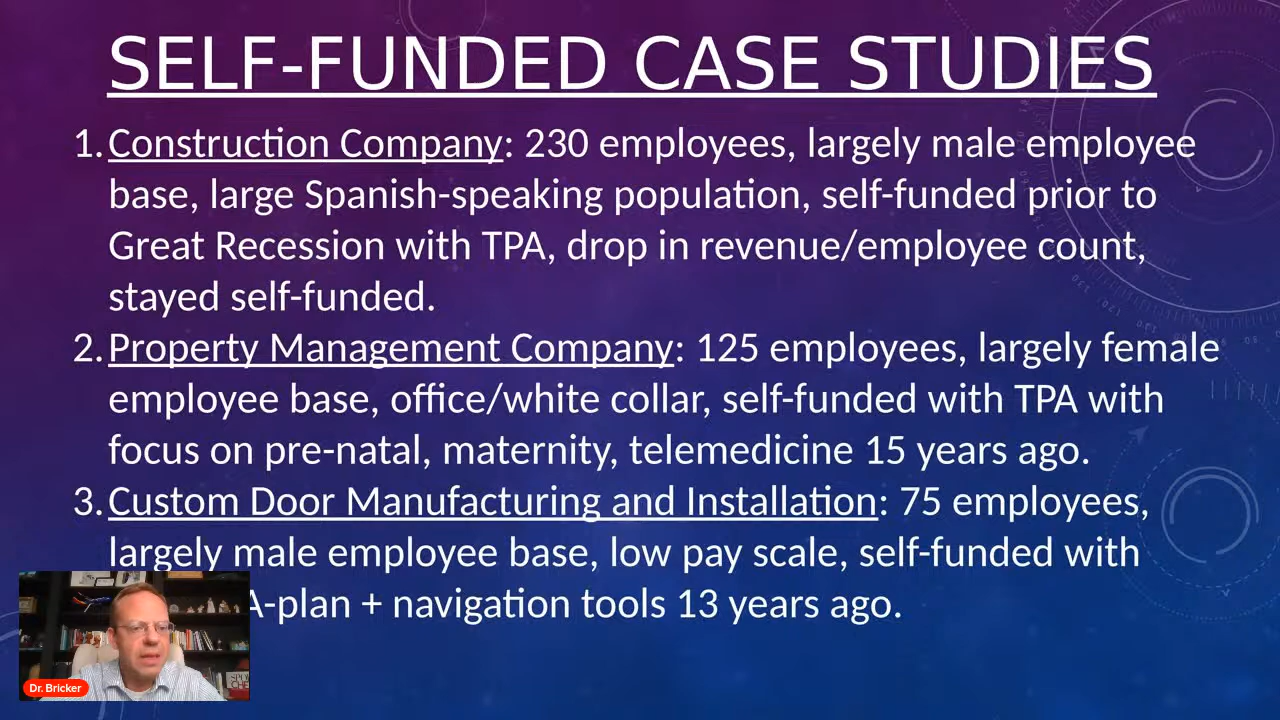 SELF-FUNDED CASE STUDIES
1. Construction Company: 230 employees, largely male employee
base, large Spanish-speaking population, self-funded prior to
Great Recession with TPA, drop in revenue/employee count,
stayed self-funded.
2. Property Management Company: 125 employees, largely female
employee base, office/white collar, self-funded with TPA with
focus on pre-natal, maternity, telemedicine 15 years ago.
3. Custom Door Manufacturing and Installation: 75 employees,
largely male employee base, low pay scale, self-funded with
A-plan + navigation tools 13 years ago.
Dr. Bricker